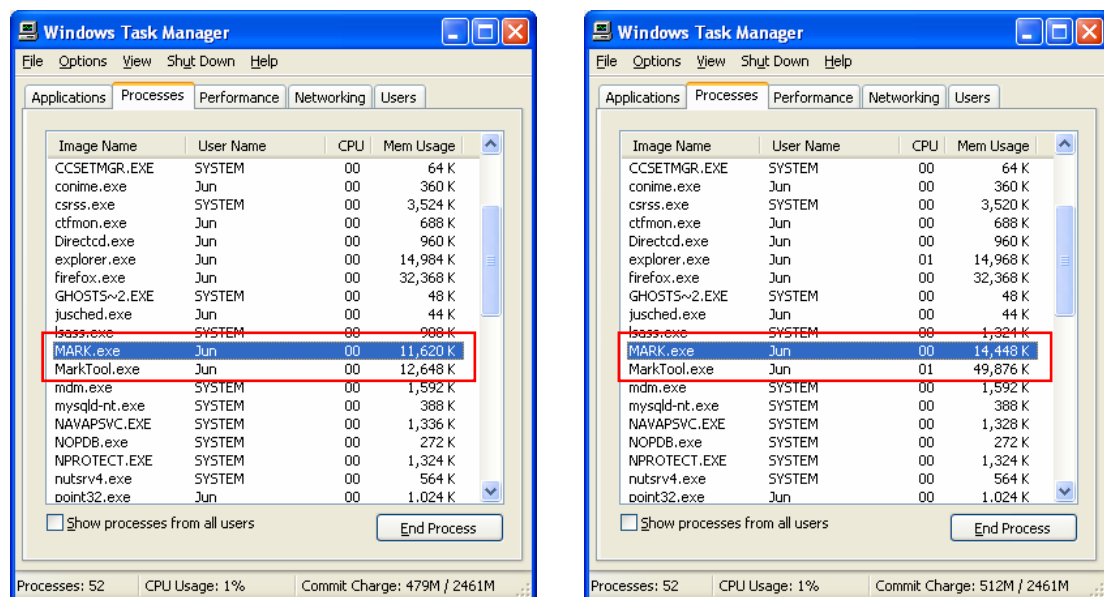 Windows Task Manager
File Options View Shut Down Help
Applications Processes Performance Networking Users
Image Name User Name CPU Mem Usage
CCSETMGR.EXE SYSTEM 00 64 K
conime.exe Jun 00 360 K
csrss.exe SYSTEM 00 3,524 K
ctfmon.exe Jun 00 688 K
Directcd.exe Jun 00 960 K
explorer.exe Jun 00 14,984 K
firefox.exe Jun 00 32,368 K
GHOSTS~2.EXE SYSTEM 00 48 K
jusched.exe Jun 00 44 K
lsass.exe SYSTEM 00 988 K
MARK.exe Jun 00 11,620 K
MarkTool.exe Jun 00 12,648 K
mdm.exe SYSTEM 00 1,592 K
mysqld-nt.exe SYSTEM 00 388 K
NAVAPSVC.EXE SYSTEM 00 1,336 K
NOPDB.exe SYSTEM 00 272 K
NPROTECT.EXE SYSTEM 00 1,324 K
nutsrv4.exe SYSTEM 00 564 K
point32.exe Jun 00 1,024 K
Show processes from all users
End Process
Processes: 52 CPU Usage: 1% Commit Charge: 479M / 2461M
Windows Task Manager
File Options View Shut Down Help
Applications Processes Performance Networking Users
Image Name User Name CPU Mem Usage
CCSETMGR.EXE SYSTEM 00 64 K
conime.exe Jun 00 360 K
csrss.exe SYSTEM 00 3,520 K
ctfmon.exe Jun 00 688 K
Directcd.exe Jun 00 960 K
explorer.exe Jun 01 14,968 K
firefox.exe Jun 00 32,368 K
GHOSTS~2.EXE SYSTEM 00 48 K
jusched.exe Jun 00 44 K
lsass.exe SYSTEM 00 1,324 K
MARK.exe Jun 00 14,448 K
MarkTool.exe Jun 01 49,876 K
mdm.exe SYSTEM 00 1,592 K
mysqld-nt.exe SYSTEM 00 388 K
NAVAPSVC.EXE SYSTEM 00 1,328 K
NOPDB.exe SYSTEM 00 272 K
NPROTECT.EXE SYSTEM 00 1,324 K
nutsrv4.exe SYSTEM 00 564 K
point32.exe Jun 00 1,024 K
Show processes from all users
End Process
Processes: 52 CPU Usage: 1% Commit Charge: 512M / 2461M